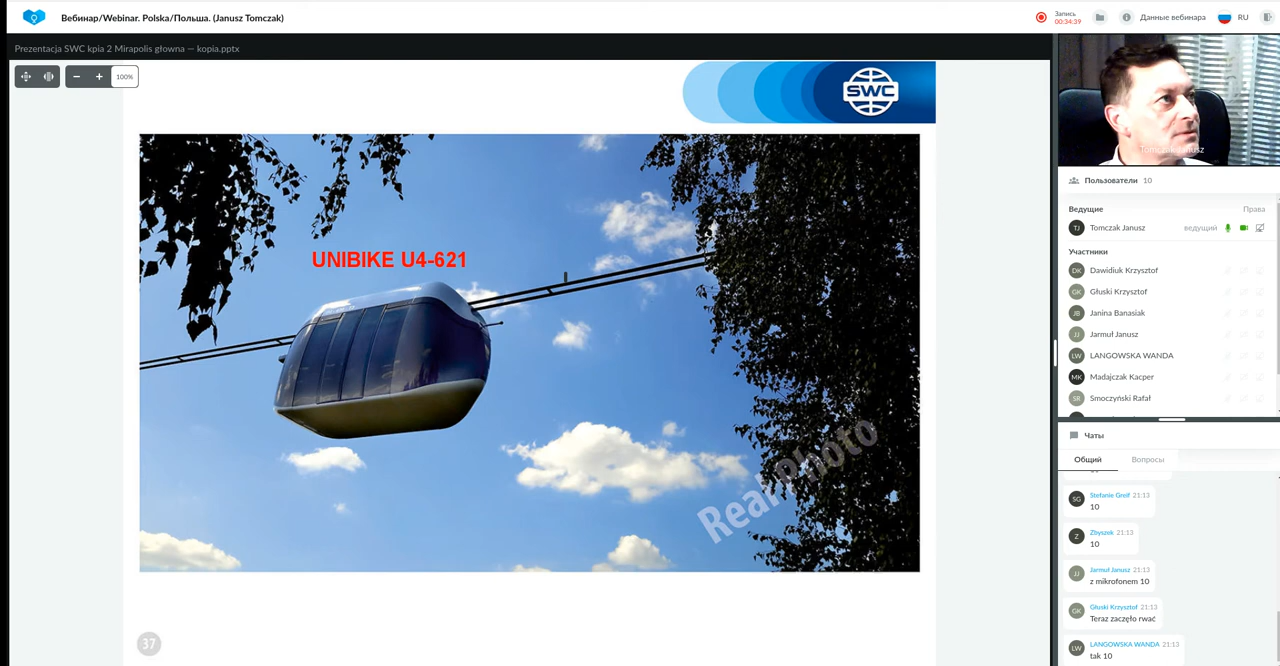 Вебинар/Webinar. Polska/Польша. (Janusz Tomczak)
Запись
00:34:39
Данные вебинара
RU
Prezentacja SWC kpia 2 Mirapolis głowna — kopia.pptx
100%
SWC
UNIBIKE U4-621
Real Photo
37
Tomczak Janusz
Пользователи 10
Ведущие
Права
TJ
Tomczak Janusz
ведущий
Участники
DK
Dawidiuk Krzysztof
GK
Głuski Krzysztof
JB
Janina Banasiak
JJ
Jarmuł Janusz
LW
LANGOWSKA WANDA
MK
Madajczak Kacper
SR
Smoczyński Rafał
Чаты
Общий
Вопросы
SG
Stefanie Greif 21:13
10
Z
Zbyszek 21:13
10
JJ
Jarmuł Janusz 21:13
z mikrofonem 10
GK
Głuski Krzysztof 21:13
Teraz zaczęło rwać
LW
LANGOWSKA WANDA 21:13
tak 10